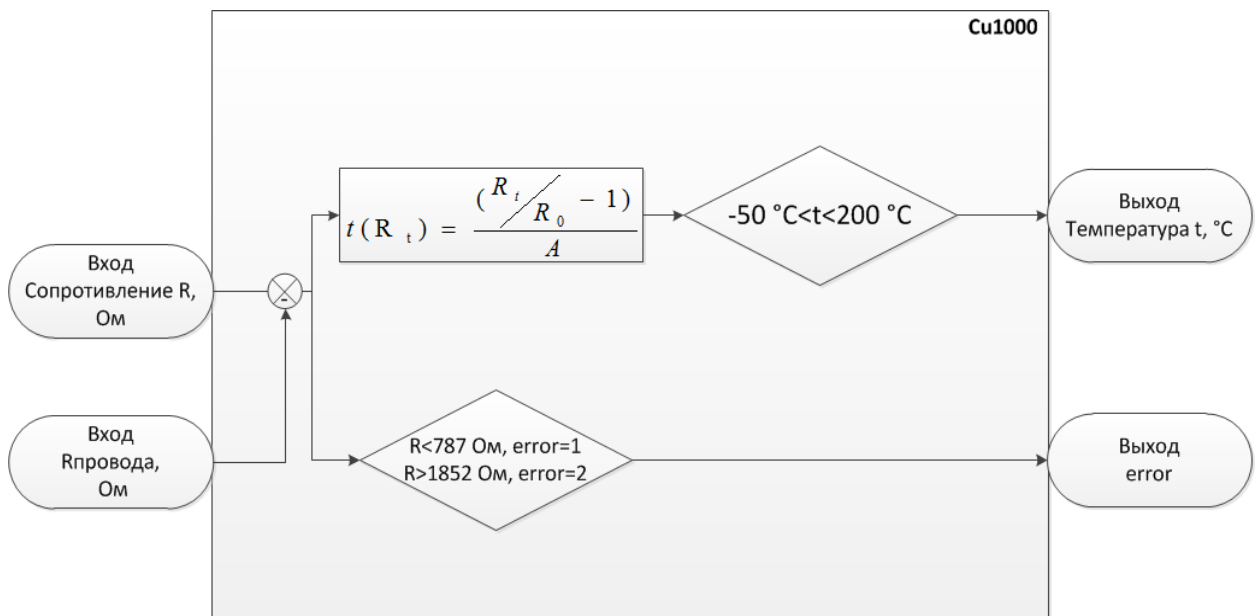 Cu1000
t(R t) = (R t / R 0 − 1) / A
-50 °C<t<200 °C
Выход
Температура t, °C
Вход
Сопротивление R,
Ом
-
Вход
Rпровода,
Ом
R<787 Ом, error=1
R>1852 Ом, error=2
Выход
error